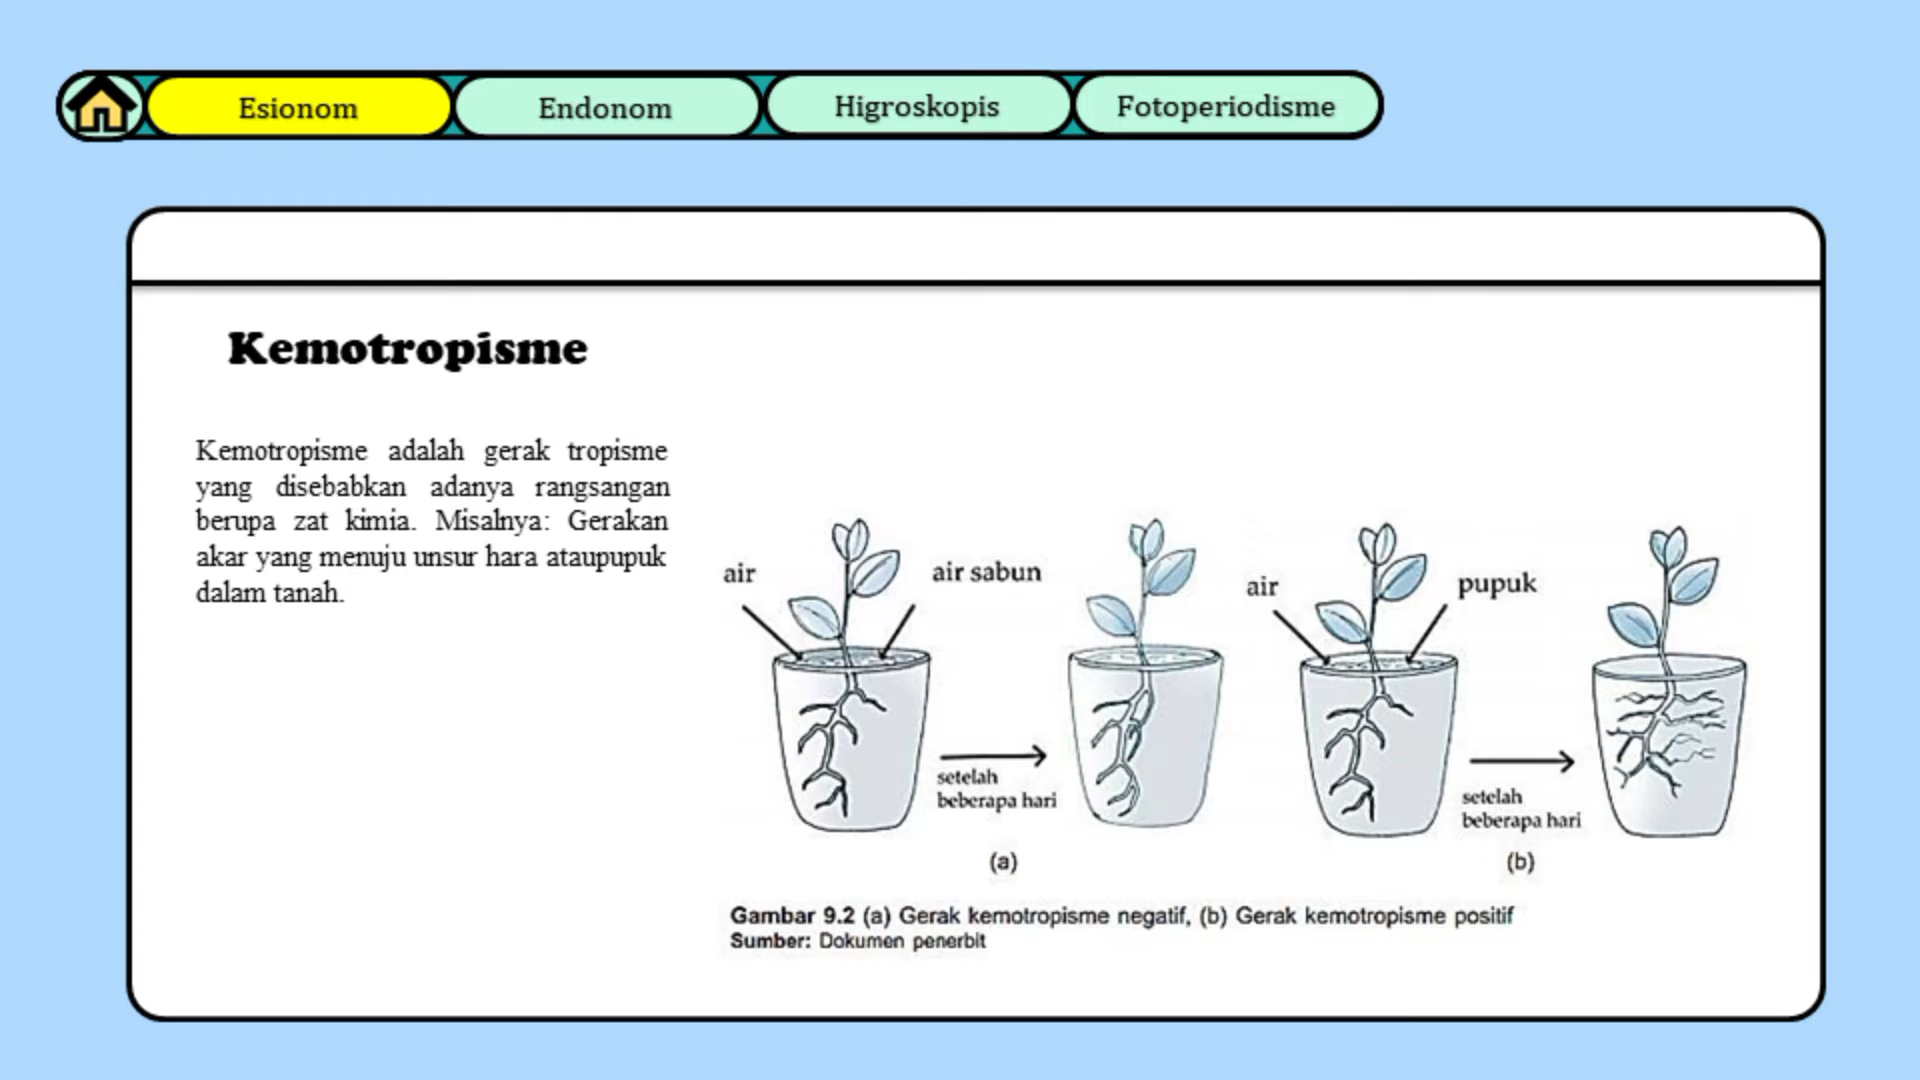 Esionom
Endonom
Higroskopis
Fotoperiodisme
Kemotropisme
Kemotropisme adalah gerak tropisme
yang disebabkan adanya rangsangan
berupa zat kimia. Misalnya: Gerakan
akar yang menuju unsur hara ataupupuk
dalam tanah.
air
air sabun
setelah
beberapa hari
(a)
air
pupuk
setelah
beberapa hari
(b)
Gambar 9.2 (a) Gerak kemotropisme negatif, (b) Gerak kemotropisme positif
Sumber: Dokumen penerbit